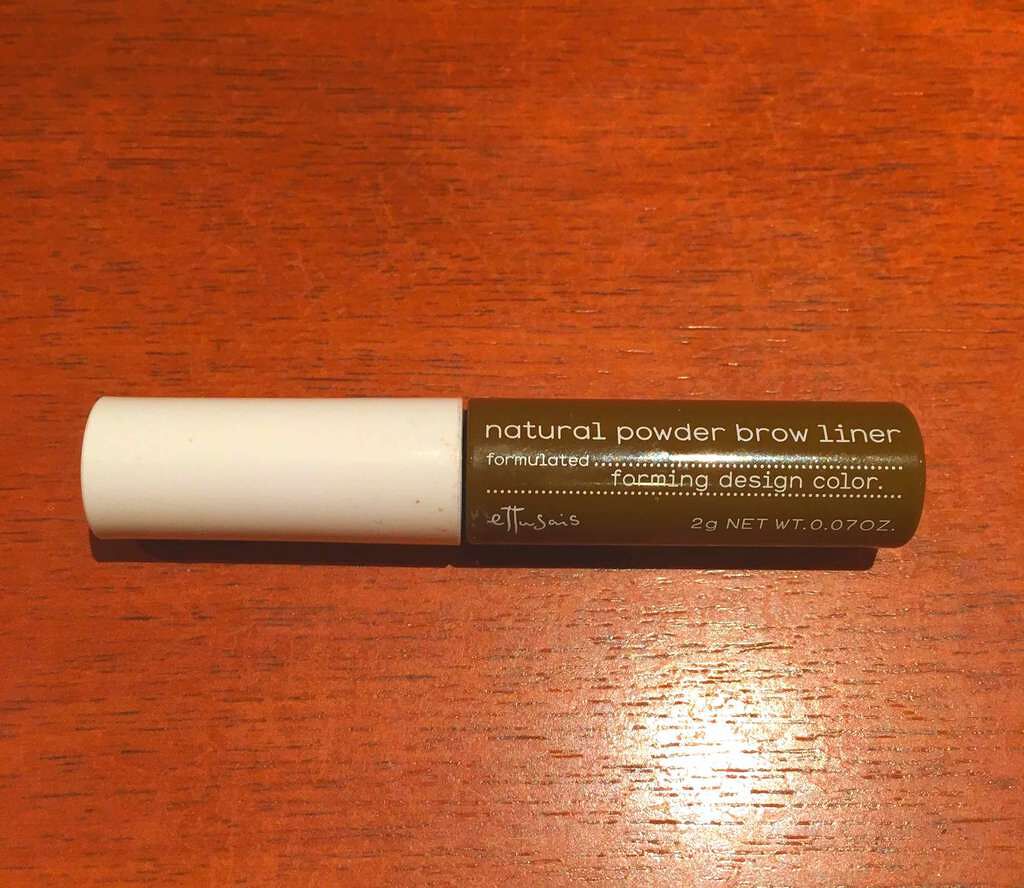 natural powder brow liner
formulated
forming design color.
ettusais
2g NET WT.0.07OZ.